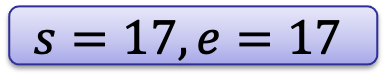 s = 17, e = 17